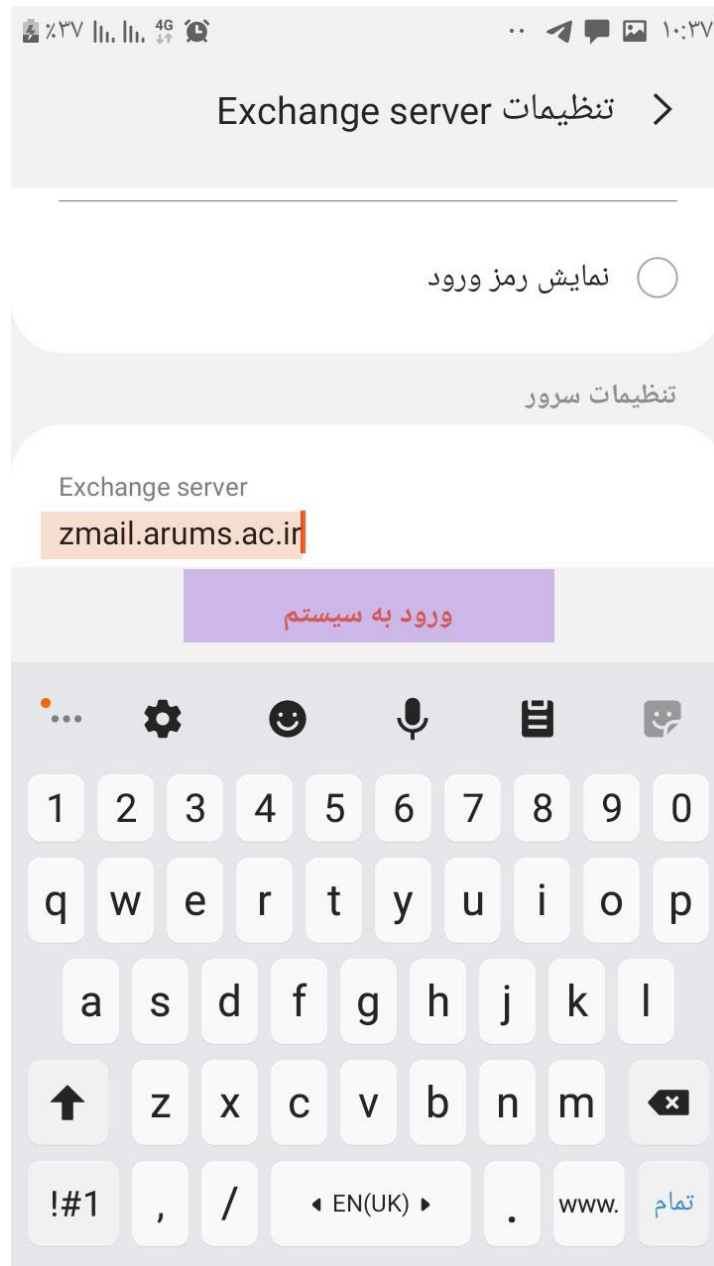 ٪۳۷ 4G ۱۰:۳۷
تنظیمات Exchange server
نمایش رمز ورود
تنظیمات سرور
Exchange server
zmail.arums.ac.ir
ورود به سیستم
1 2 3 4 5 6 7 8 9 0
q w e r t y u i o p
a s d f g h j k l
z x c v b n m
!#1 , / EN(UK) . www. تمام